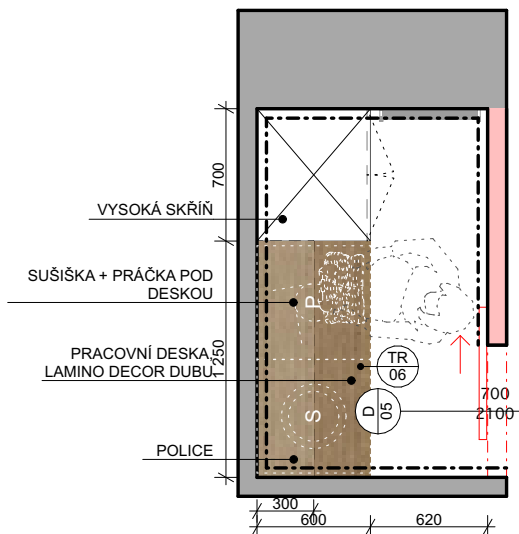 700
VYSOKÁ SKŘÍŇ
SUŠIŠKA + PRÁČKA POD
DESKOU
P
PRACOVNÍ DESKA,
LAMINO DECOR DUBU
1 250
TR
06
700
2100
D
05
S
POLICE
300
600
620